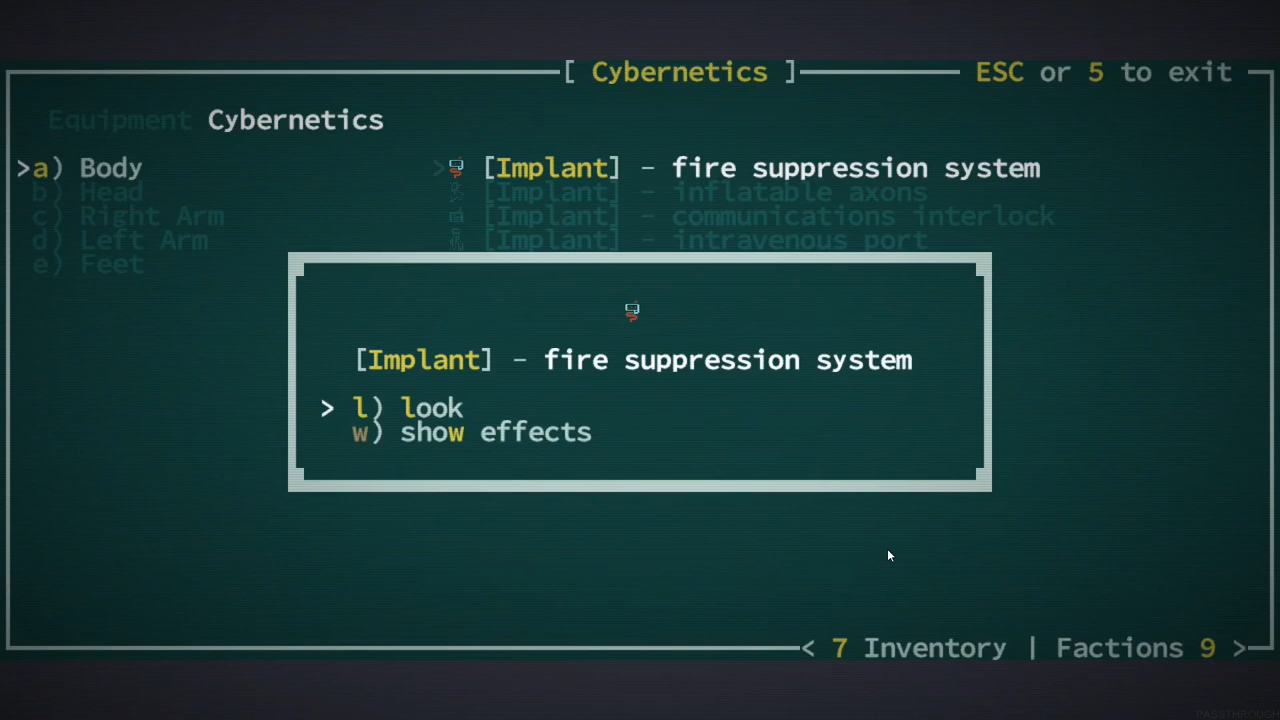 [ Cybernetics ] ESC or 5 to exit
Equipment Cybernetics
>a) Body > [Implant] - fire suppression system
b) Head [Implant] - inflatable axons
c) Right Arm [Implant] - communications interlock
d) Left Arm [Implant] - intravenous port
e) Feet
[Implant] - fire suppression system
> l) look
w) show effects
< 7 Inventory | Factions 9 >
PASSTHROUGH